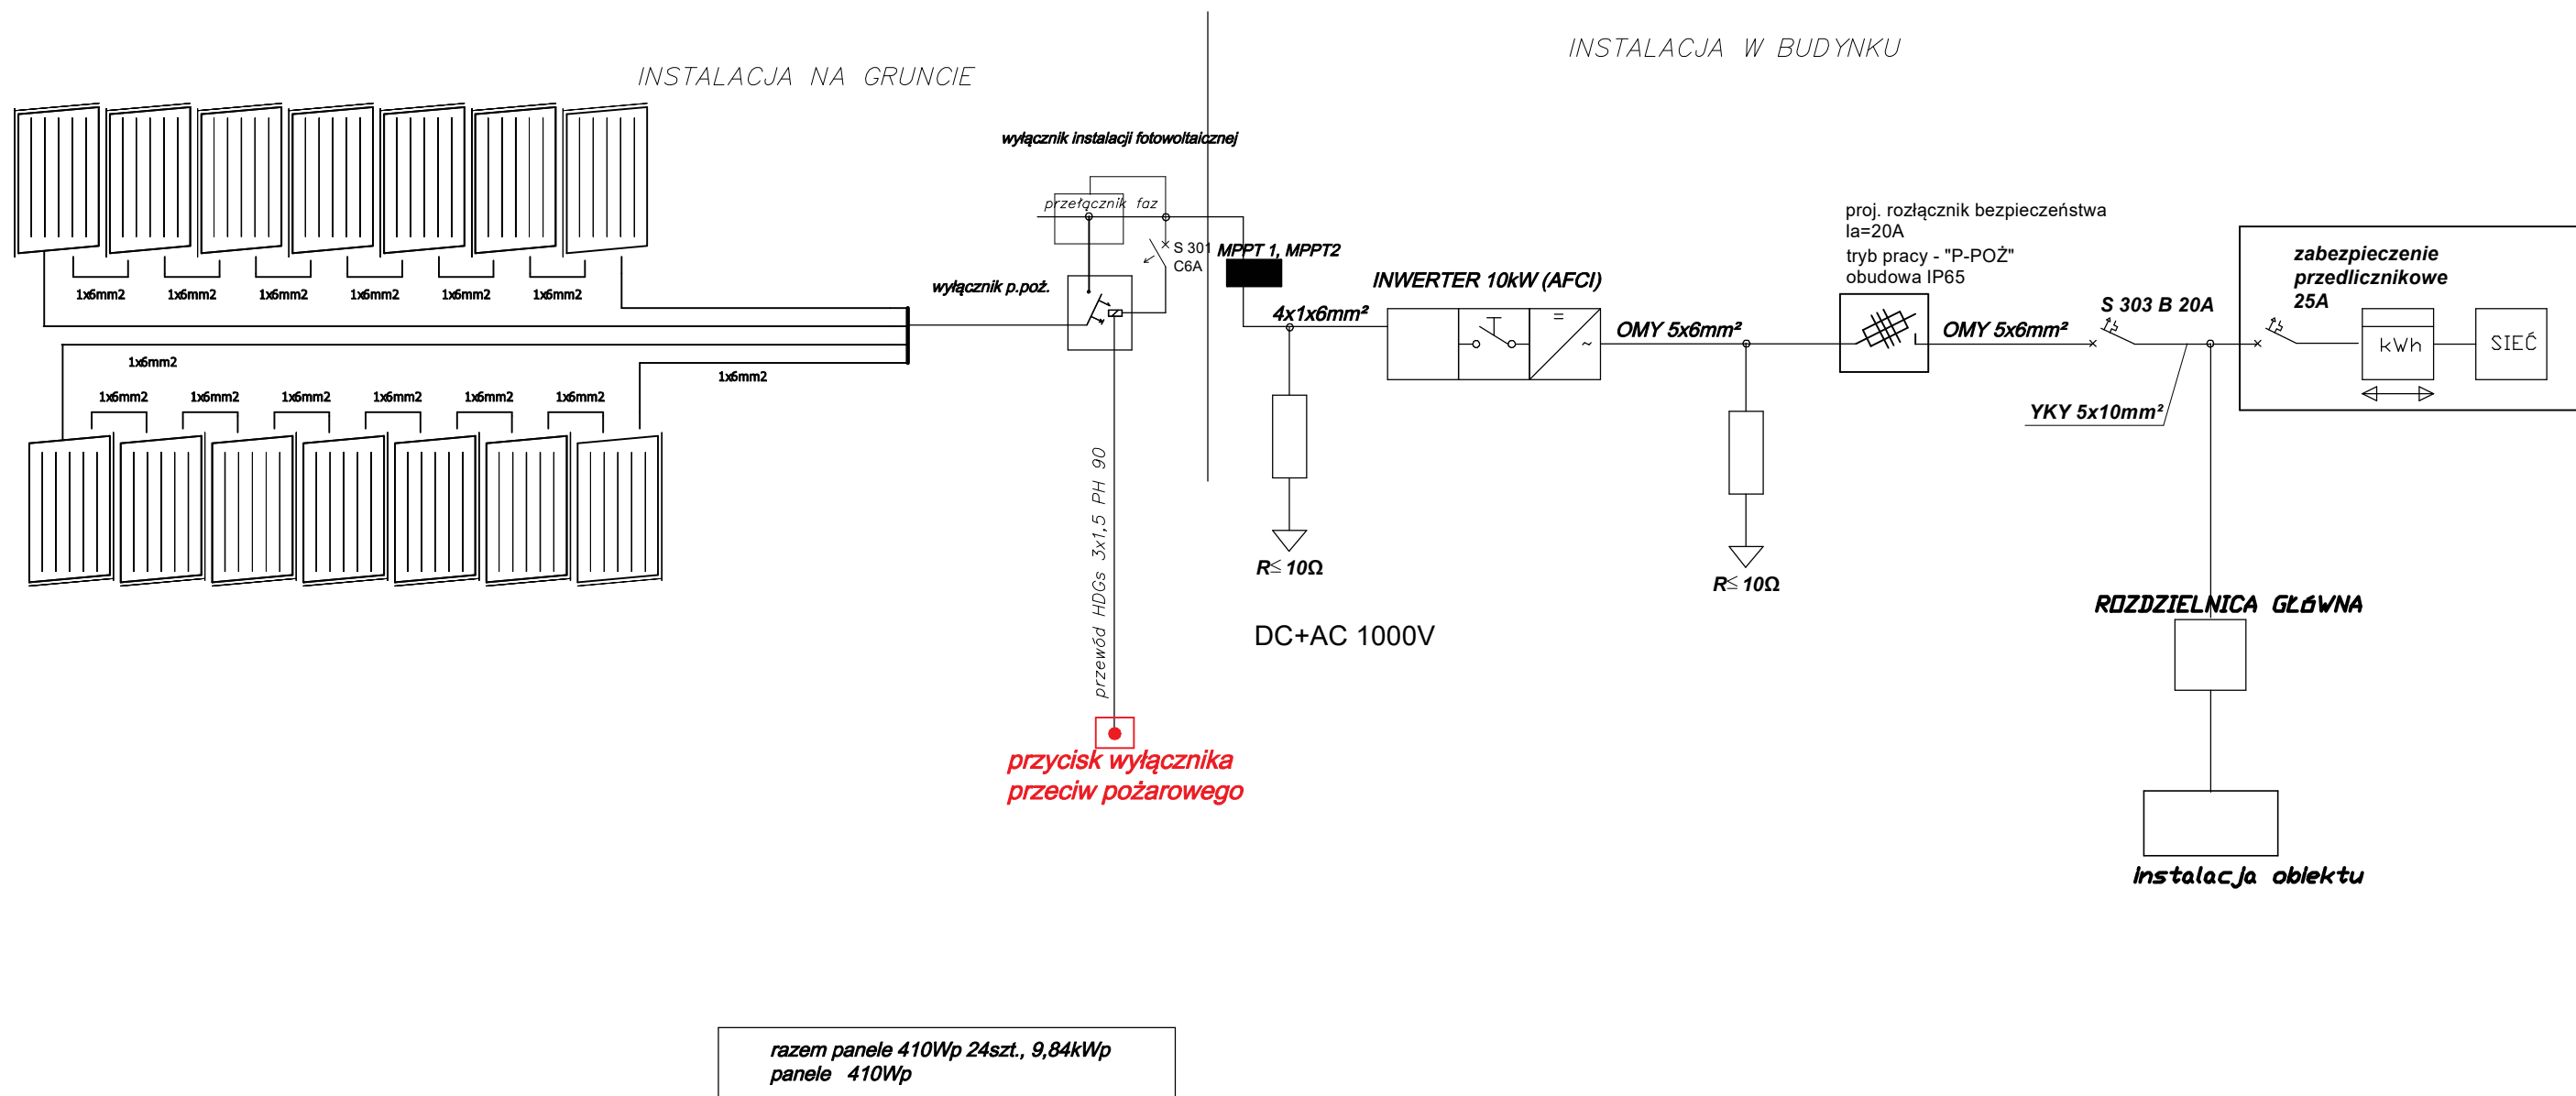 INSTALACJA NA GRUNCIE
INSTALACJA W BUDYNKU
wyłącznik instalacji fotowoltaicznej
przełącznik faz
S 301
C6A
MPPT 1, MPPT2
wyłącznik p.poż.
1x6mm2
1x6mm2
1x6mm2
1x6mm2
1x6mm2
1x6mm2
1x6mm2
1x6mm2
1x6mm2
1x6mm2
1x6mm2
1x6mm2
1x6mm2
1x6mm2
przewód HDGs 3x1,5 PH 90
przycisk wyłącznika
przeciw pożarowego
4x1x6mm²
INWERTER 10kW (AFCI)
=
~
R≤ 10Ω
DC+AC 1000V
OMY 5x6mm²
R≤ 10Ω
proj. rozłącznik bezpieczeństwa
Ia=20A
tryb pracy - "P-POŻ"
obudowa IP65
OMY 5x6mm²
S 303 B 20A
YKY 5x10mm²
zabezpieczenie
przedlicznikowe
25A
kWh
SIEĆ
ROZDZIELNICA GŁÓWNA
instalacja obiektu
razem panele 410Wp 24szt., 9,84kWp
panele 410Wp